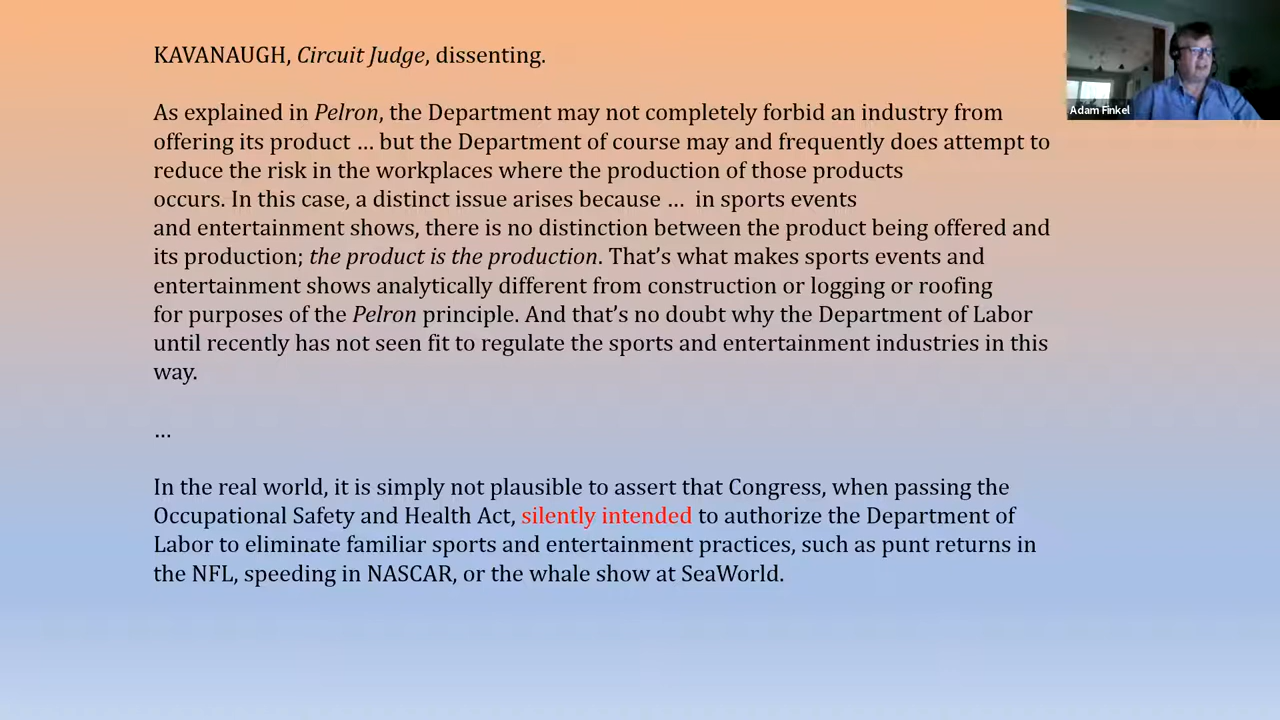 KAVANAUGH, Circuit Judge, dissenting.
Adam Finkel
As explained in Pelron, the Department may not completely forbid an industry from
offering its product … but the Department of course may and frequently does attempt to
reduce the risk in the workplaces where the production of those products
occurs. In this case, a distinct issue arises because …  in sports events
and entertainment shows, there is no distinction between the product being offered and
its production; the product is the production. That’s what makes sports events and
entertainment shows analytically different from construction or logging or roofing
for purposes of the Pelron principle. And that’s no doubt why the Department of Labor
until recently has not seen fit to regulate the sports and entertainment industries in this
way.
…
In the real world, it is simply not plausible to assert that Congress, when passing the
Occupational Safety and Health Act, silently intended to authorize the Department of
Labor to eliminate familiar sports and entertainment practices, such as punt returns in
the NFL, speeding in NASCAR, or the whale show at SeaWorld.